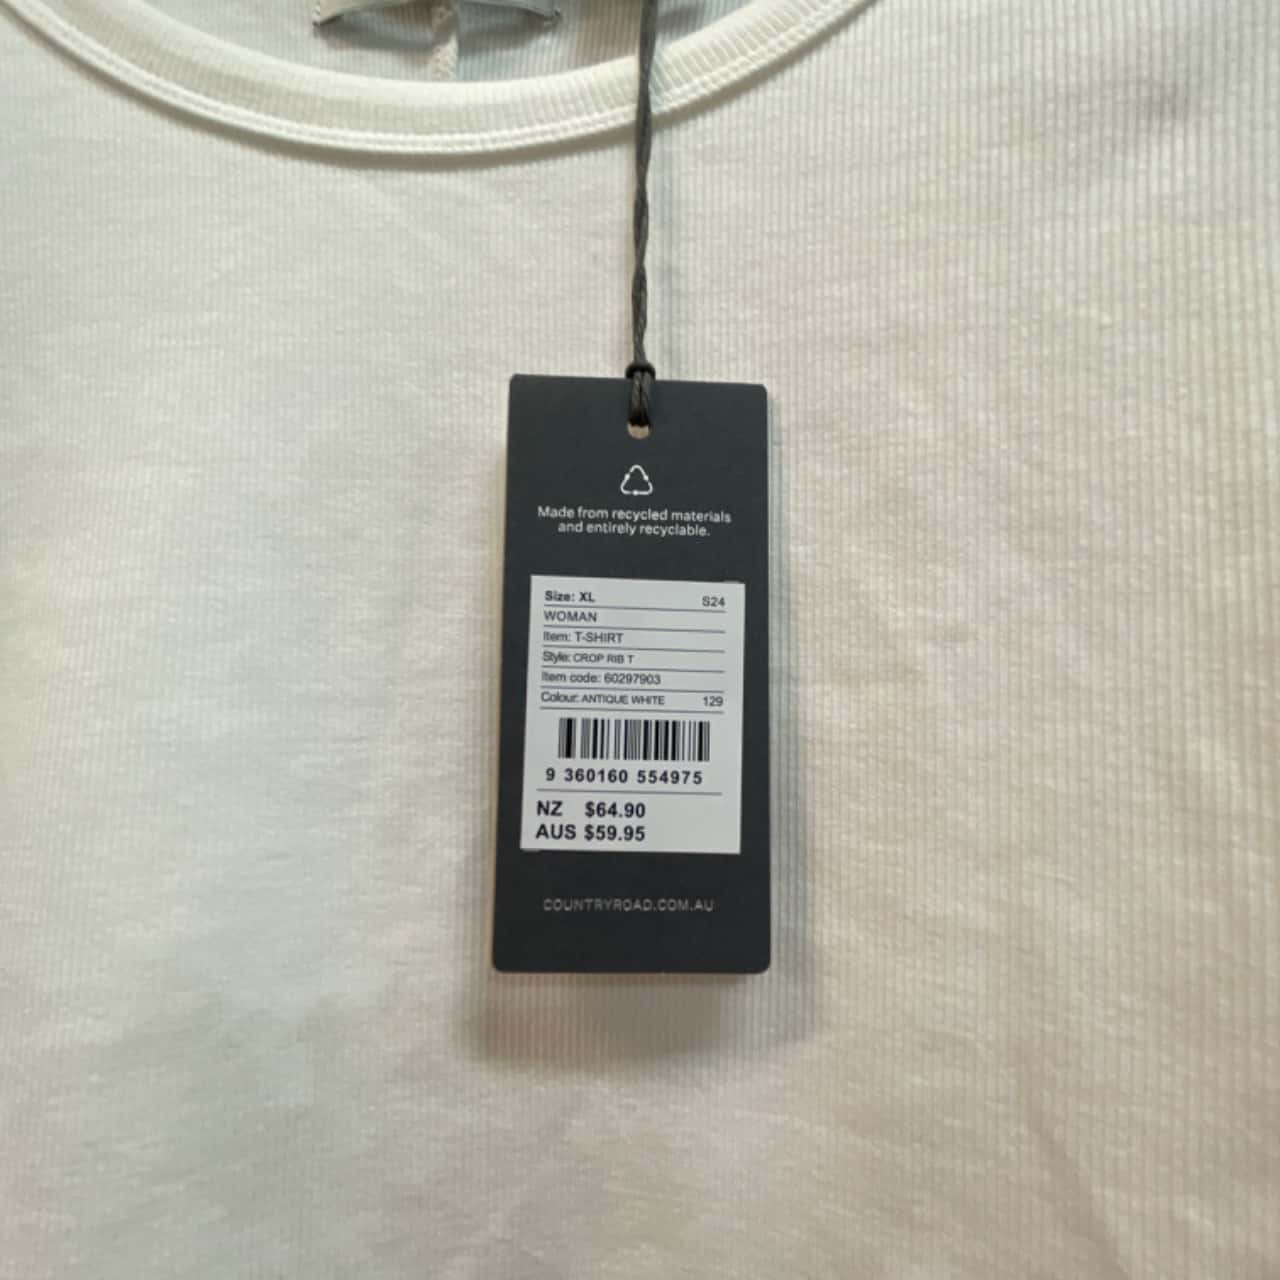 Made from recycled materials
and entirely recyclable.
Size: XL S24
WOMAN
Item: T-SHIRT
Style: CROP RIB T
Item code: 60297903
Colour: ANTIQUE WHITE 129
9 360160 554975
NZ $64.90
AUS $59.95
COUNTRYROAD.COM.AU